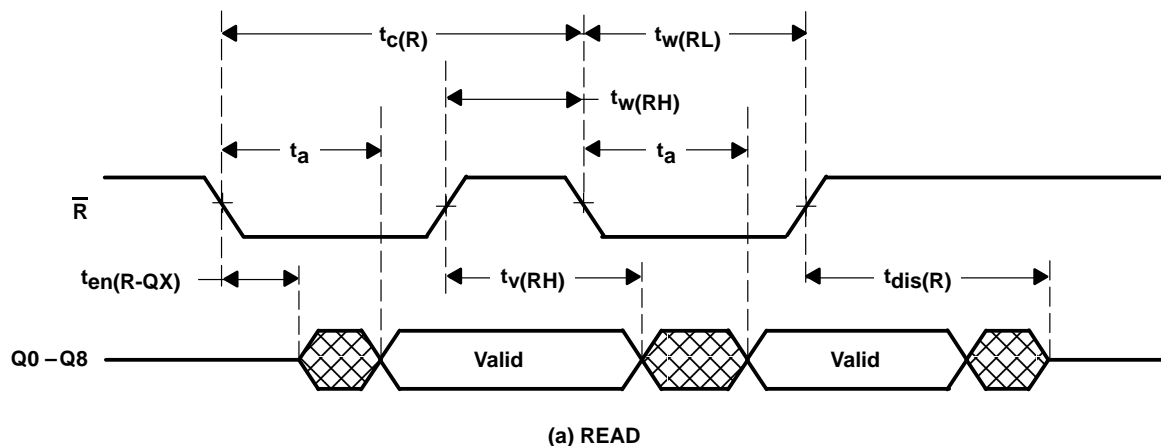 tc(R)
tw(RL)
tw(RH)
ta
ta
R̅
ten(R-QX)
tv(RH)
tdis(R)
Q0 – Q8
Valid
Valid
(a) READ